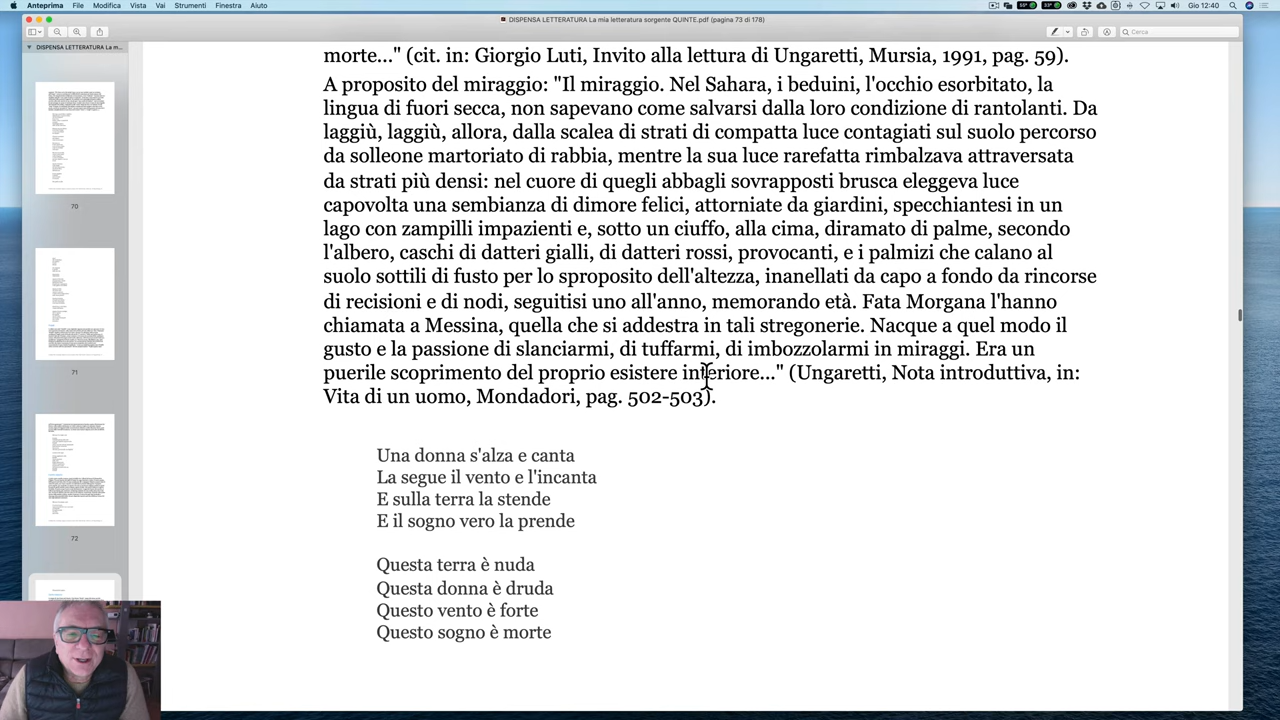 Anteprima File Modifica Vista Vai Strumenti Finestra Aiuto
Gio 12:40
DISPENSA LETTERATURA La mia letteratura sorgente QUINTE.pdf (pagina 73 di 178)
Cerca
DISPENSA LETTERATURA La m...
70
71
72
morte..." (cit. in: Giorgio Luti, Invito alla lettura di Ungaretti, Mursia, 1991, pag. 59).
A proposito del miraggio: "Il miraggio. Nel Sahara, i beduini, l'occhio esorbitato, la
lingua di fuori secca, non sapevano come salvarsi dalla loro condizione di rantolanti. Da
laggiù, laggiù, allora, dalla scalea di strati di compatta luce contagiati sul suolo percorso
da solleone martoriato di rabbia, mentre la sua luce rarefatta rimbalzava attraversata
da strati più densi: nel cuore di quegli abbagli sovrapposti brusca eleggeva luce
capovolta una sembianza di dimore felici, attorniate da giardini, specchiantesi in un
lago con zampilli impazienti e, sotto un ciuffo, alla cima, diramato di palme, secondo
l'albero, caschi di datteri gialli, di datteri rossi, provocanti, e i palmizi che calano al
suolo sottili di fusto per lo sproposito dell'altezza, inanellati da capo a fondo da rincorse
di recisioni e di nodi, seguitisi uno all'anno, memorando età. Fata Morgana l'hanno
chiamata a Messina, quella che si addestra in tali stregonerie. Nacque a quel modo il
gusto e la passione di slanciarmi, di tuffarmi, di imbozzolarmi in miraggi. Era un
puerile scoprimento del proprio esistere interiore..." (Ungaretti, Nota introduttiva, in:
Vita di un uomo, Mondadori, pag. 502-503).
Una donna s'alza e canta
La segue il vento e l'incanta
E sulla terra la stende
E il sogno vero la prende
Questa terra è nuda
Questa donna è druda
Questo vento è forte
Questo sogno è morte